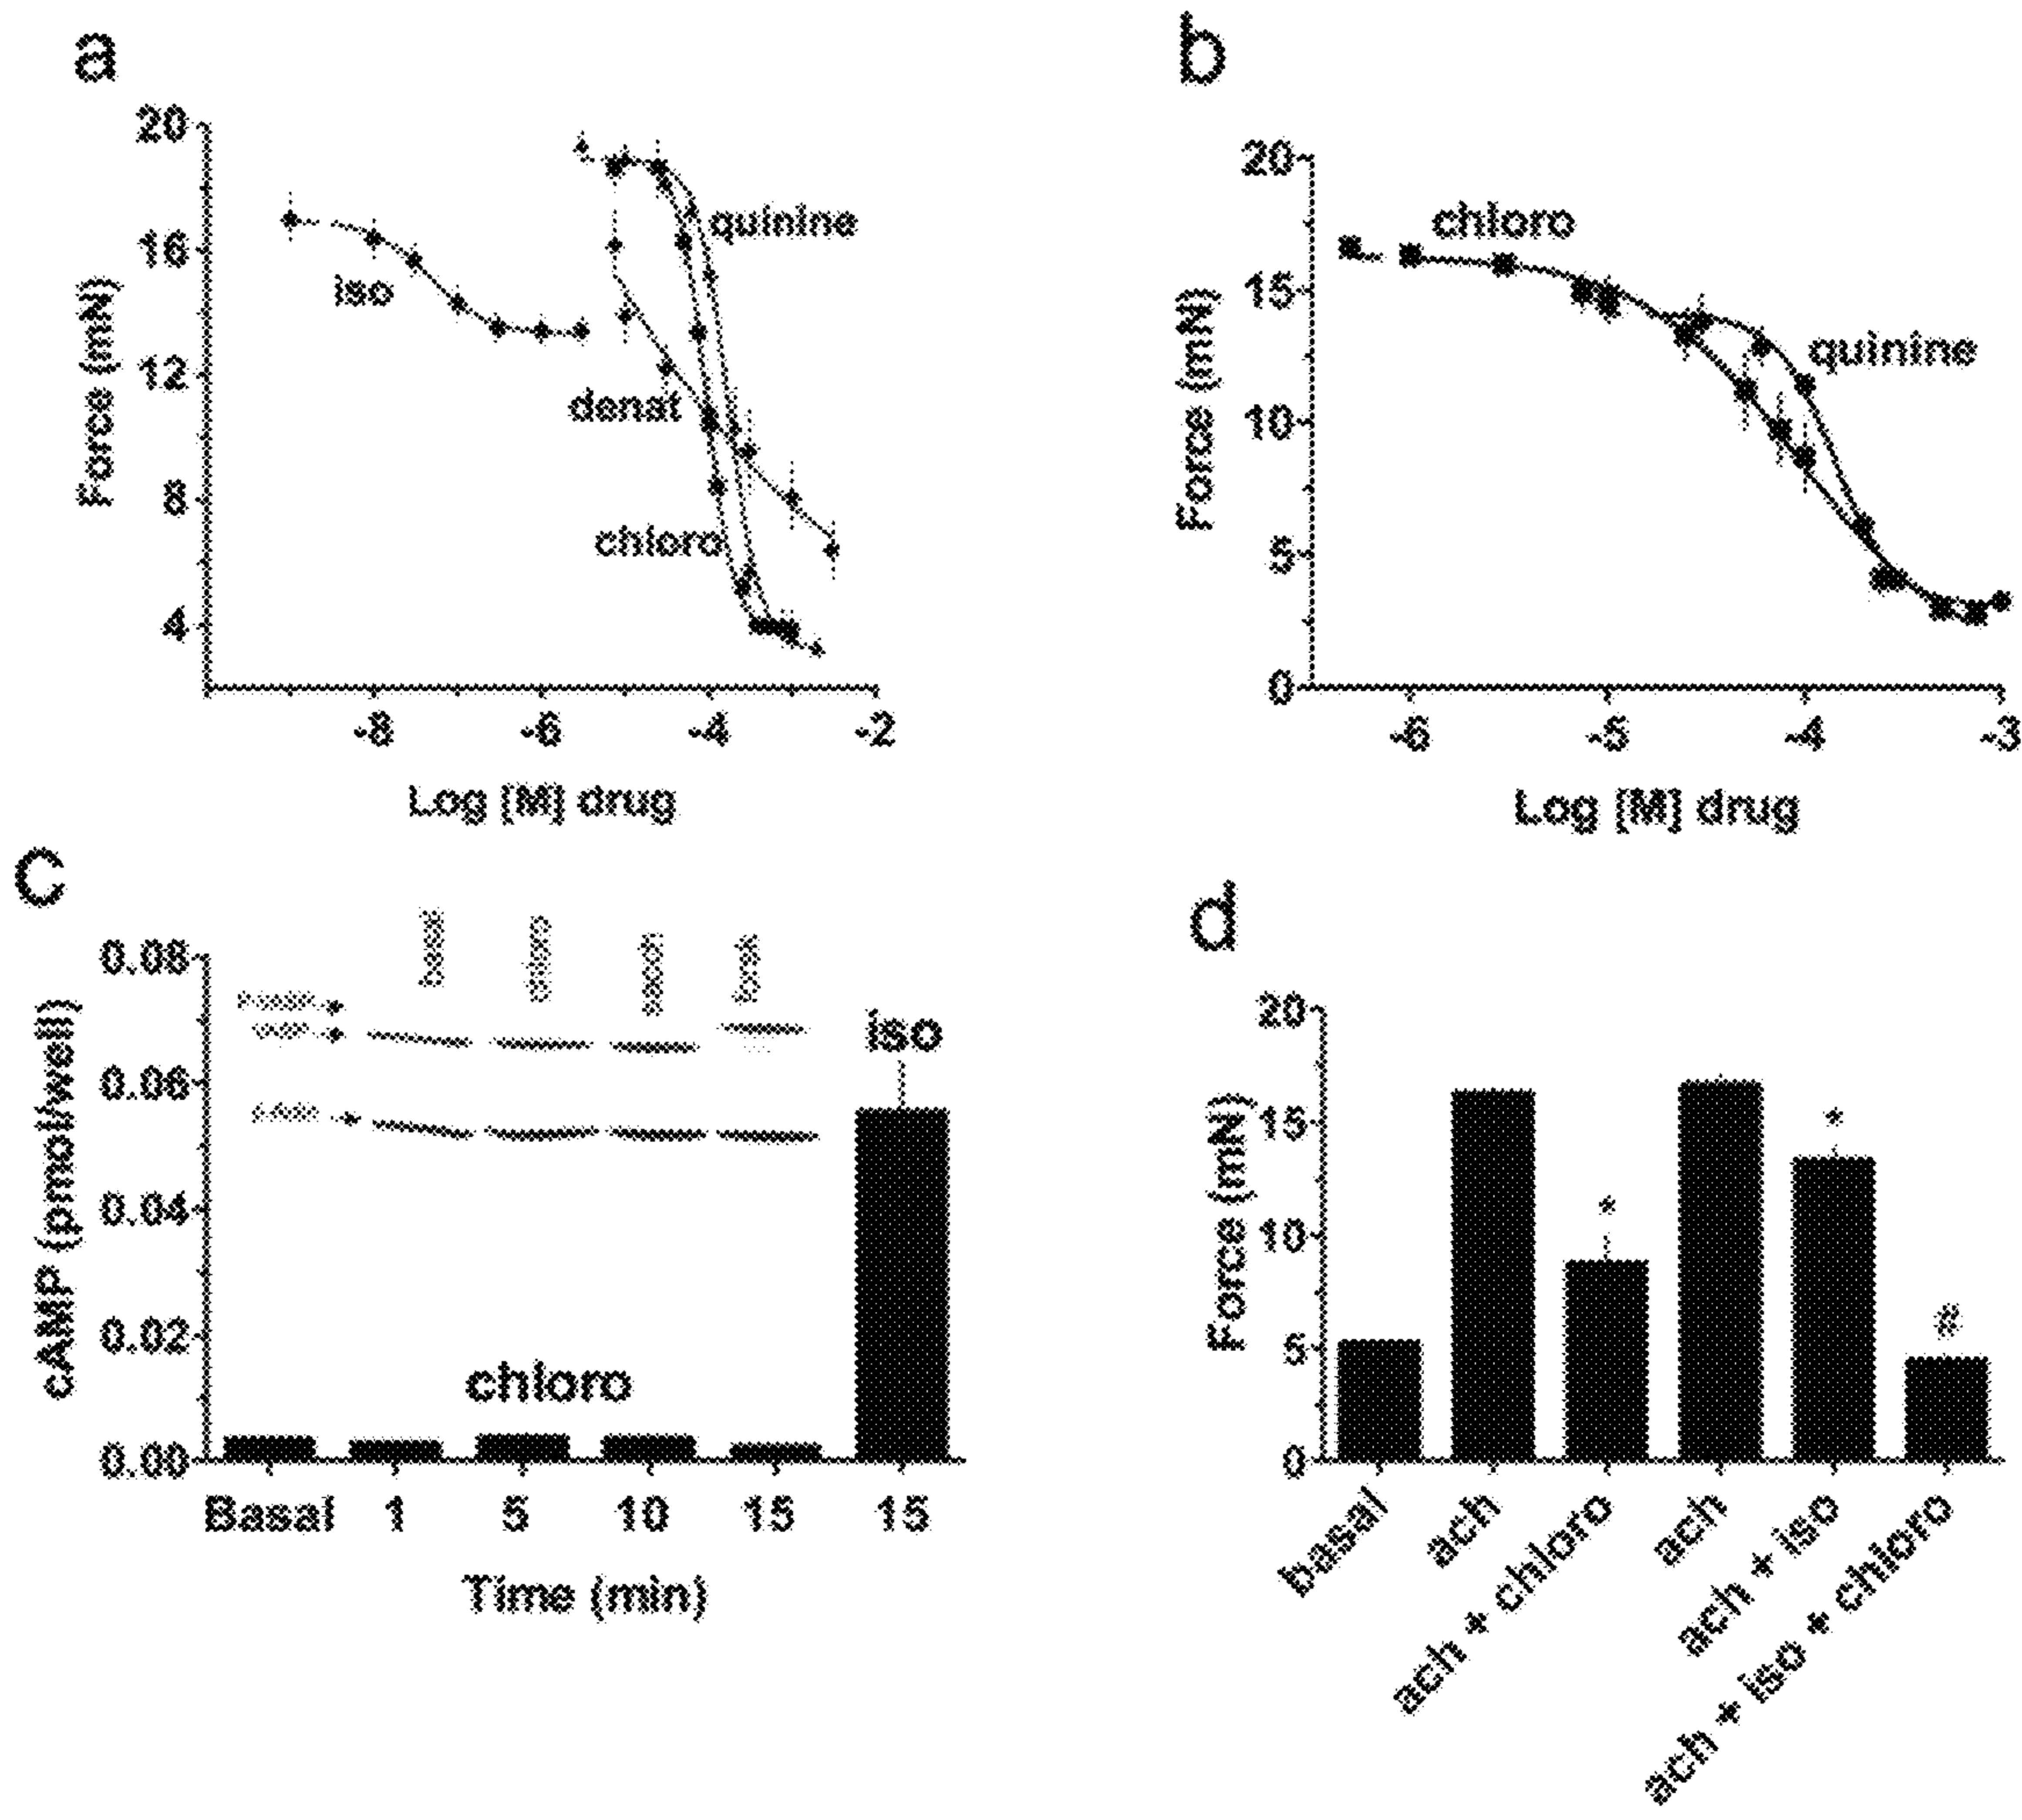 a
20
16
12
8
4
Force (mN)
iso
quinine
denat
chloro
-8
-6
-4
-2
Log [M] drug
b
20
15
10
5
0
Force (mN)
chloro
quinine
-6
-5
-4
-3
Log [M] drug
c
0.08
0.06
0.04
0.02
0.00
cAMP (pmol/well)
basal
iso
chloro
Basal
1
5
10
15
15
Time (min)
d
20
15
10
5
0
Force (mN)
*
*
#
basal
ach
ach + chloro
ach
ach + iso
ach + iso + chloro